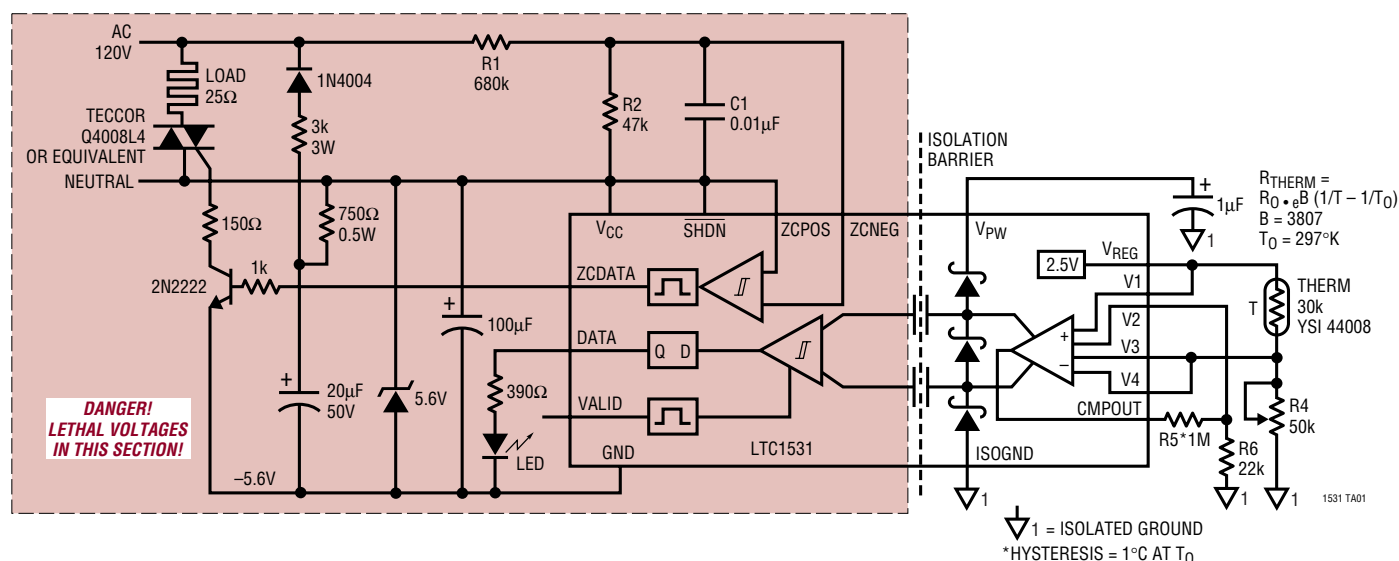 AC
120V
LOAD
25Ω
TECCOR
Q4008L4
OR EQUIVALENT
NEUTRAL
1N4004
3k
3W
R1
680k
R2
47k
C1
0.01µF
ISOLATION
BARRIER
1µF
+
1
RTHERM =
R0 • eB (1/T – 1/T0)
B = 3807
T0 = 297°K
150Ω
750Ω
0.5W
2N2222
1k
VCC
SHDN
ZCPOS
ZCNEG
VPW
ZCDATA
2.5V
VREG
V1
V2
V3
V4
T
THERM
30k
YSI 44008
+
100µF
DATA
Q D
+
–
CMPOUT
+
20µF
50V
5.6V
390Ω
VALID
LED
GND
LTC1531
ISOGND
R5*1M
R4
50k
R6
22k
DANGER!
LETHAL VOLTAGES
IN THIS SECTION!
–5.6V
1
1
1
1531 TA01
1 = ISOLATED GROUND
*HYSTERESIS = 1°C AT T0